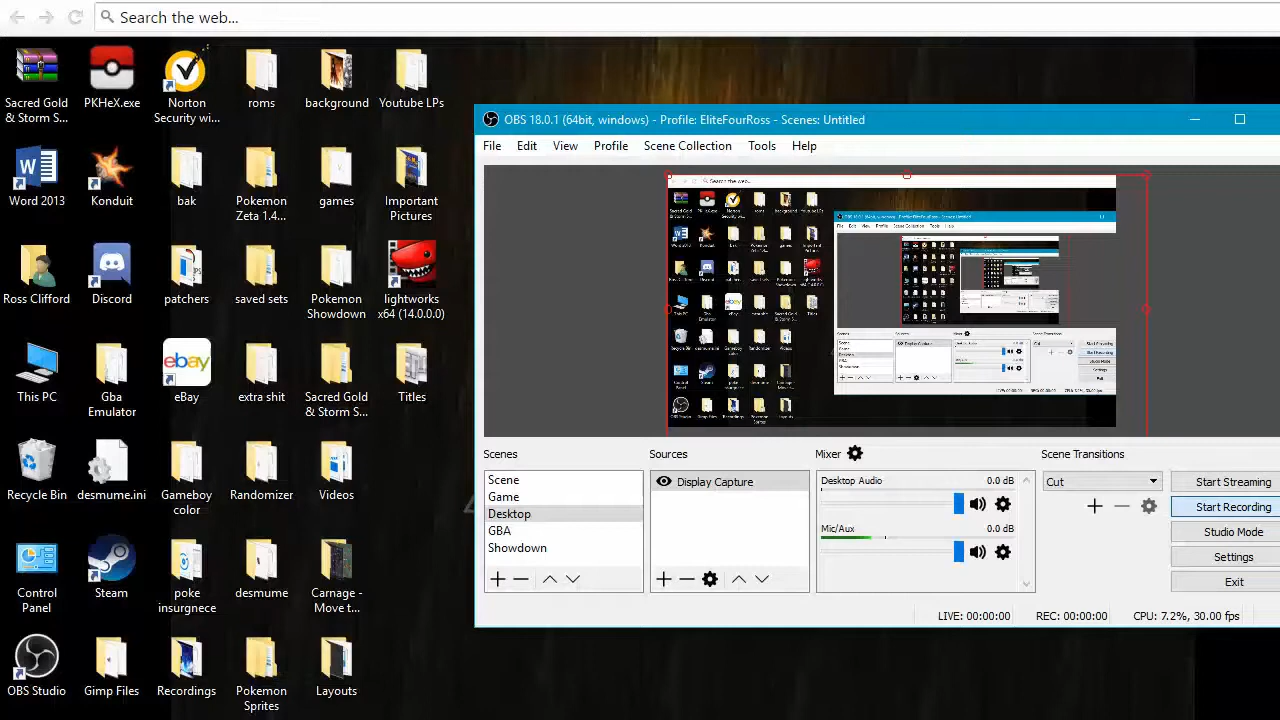 Search the web...
Sacred Gold
& Storm S...
PKHeX.exe
Norton
Security wi...
roms
background
Youtube LPs
Word 2013
Konduit
bak
Pokemon
Zeta 1.4...
games
Important
Pictures
Ross Clifford
Discord
patches
red sets
Pokemon
Showdown
lightworks
x64 (14.0.0.0)
This PC
Gba
Emulator
ebay
eBay
extra shit
& Storm S...
Titles
Recycle Bin
desmume.ini
Gameboy
color
Randomizer
Videos
Control
Panel
Steam
poke
insurgnece
desmume
Carnage -
Move t...
OBS Studio
Gimp Files
Recordings
Pokemon
Sprites
Layouts
OBS 18.0.1 (64bit, windows) - Profile: EliteFourRoss - Scenes: Untitled
File Edit View Profile Scene Collection Tools Help
Scenes
Scene
Game
Desktop
GBA
Showdown
Sources
Display Capture
Mixer
Desktop Audio 0.0 dB
Mic/Aux 0.0 dB
Scene Transitions
Cut
Start Streaming
Start Recording
Studio Mode
Settings
Exit
LIVE: 00:00:00 REC: 00:00:00 CPU: 7.2%, 30.00 fps